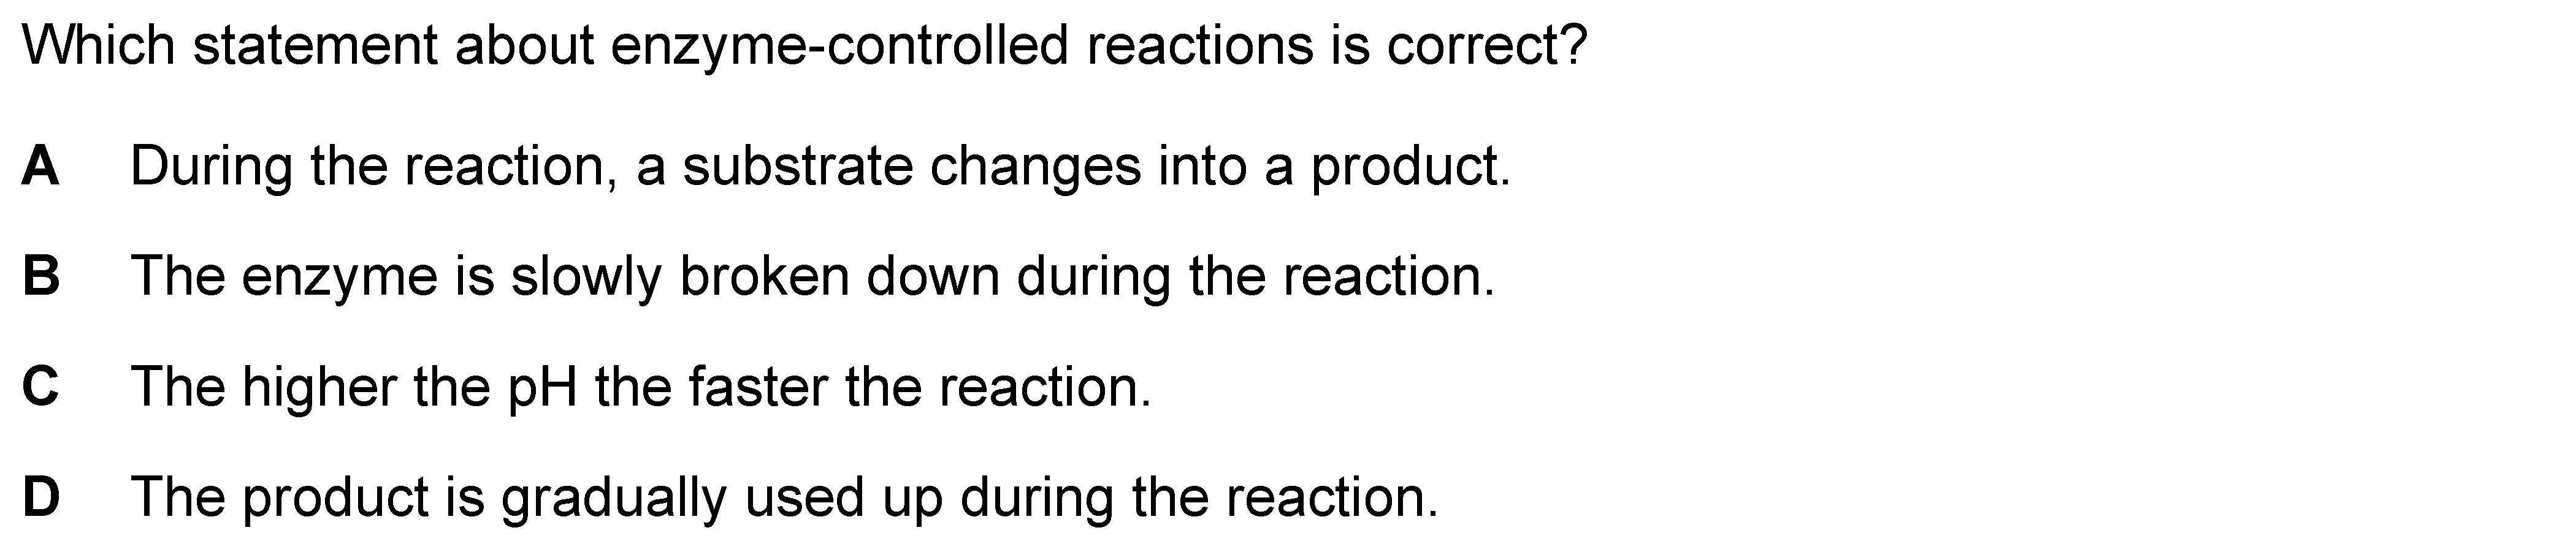 Which statement about enzyme-controlled reactions is correct?
A During the reaction, a substrate changes into a product.
B The enzyme is slowly broken down during the reaction.
C The higher the pH the faster the reaction.
D The product is gradually used up during the reaction.